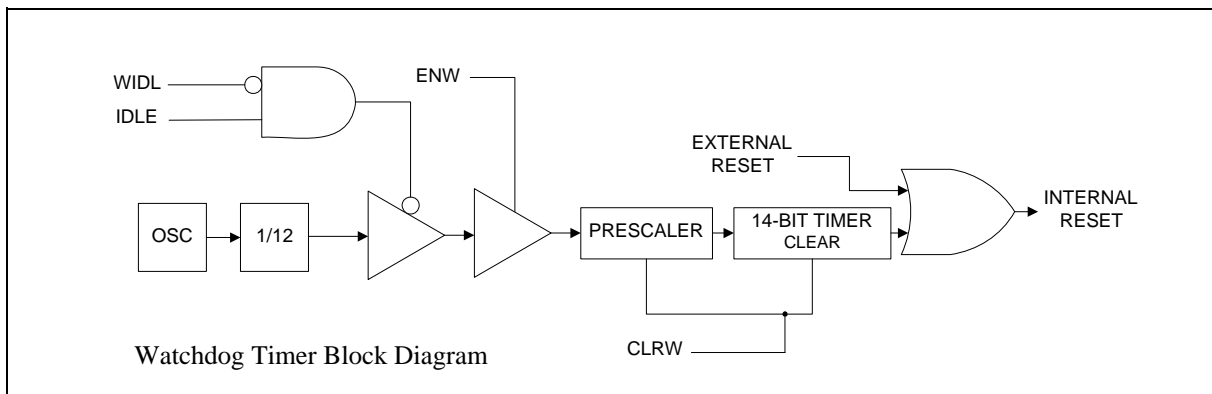 WIDL
IDLE
ENW
EXTERNAL
RESET
INTERNAL
RESET
OSC
1/12
PRESCALER
14-BIT TIMER
CLEAR
CLRW
Watchdog Timer Block Diagram